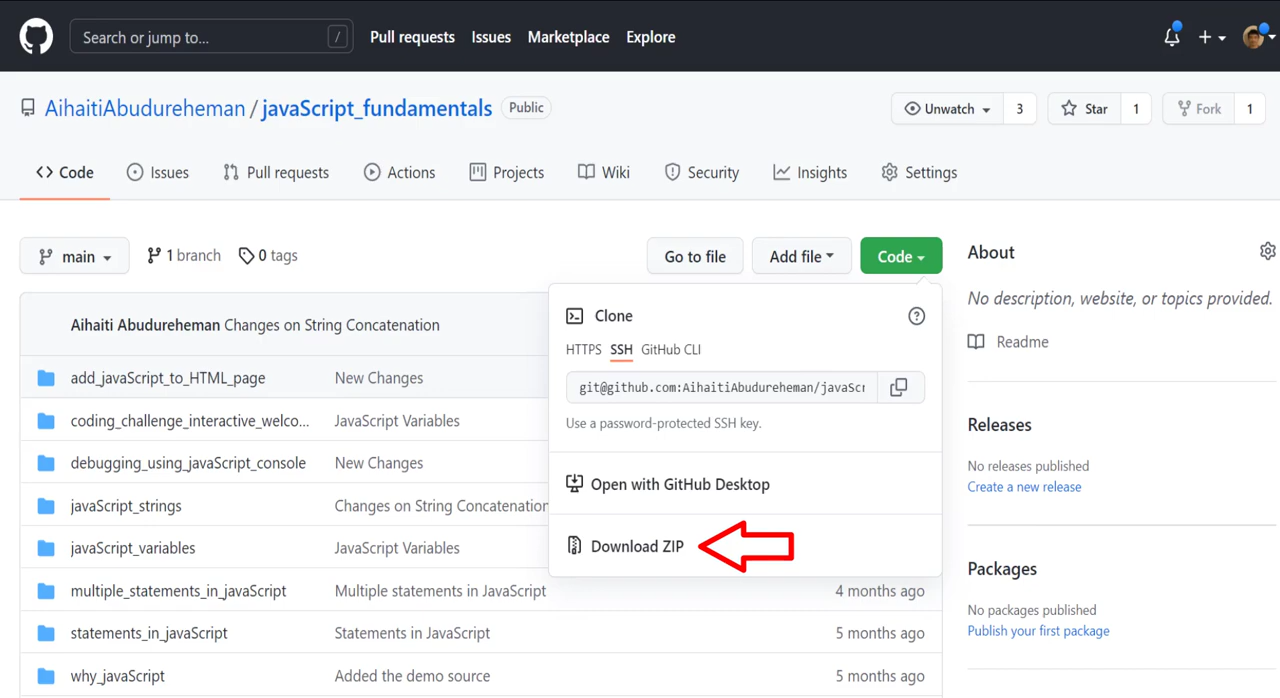 Search or jump to... /
Pull requests Issues Marketplace Explore
AihaitiAbudureheman / javaScript_fundamentals Public
Unwatch 3 Star 1 Fork 1
<> Code Issues Pull requests Actions Projects Wiki Security Insights Settings
main 1 branch 0 tags Go to file Add file Code
Aihaiti Abudureheman Changes on String Concatenation
add_javaScript_to_HTML_page New Changes
coding_challenge_interactive_welco... JavaScript Variables
debugging_using_javaScript_console New Changes
javaScript_strings Changes on String Concatenation
javaScript_variables JavaScript Variables
multiple_statements_in_javaScript Multiple statements in JavaScript 4 months ago
statements_in_javaScript Statements in JavaScript 5 months ago
why_javaScript Added the demo source 5 months ago
Clone
HTTPS SSH GitHub CLI
git@github.com:AihaitiAbudureheman/javaScr
Use a password-protected SSH key.
Open with GitHub Desktop
Download ZIP
About
No description, website, or topics provided.
Readme
Releases
No releases published
Create a new release
Packages
No packages published
Publish your first package